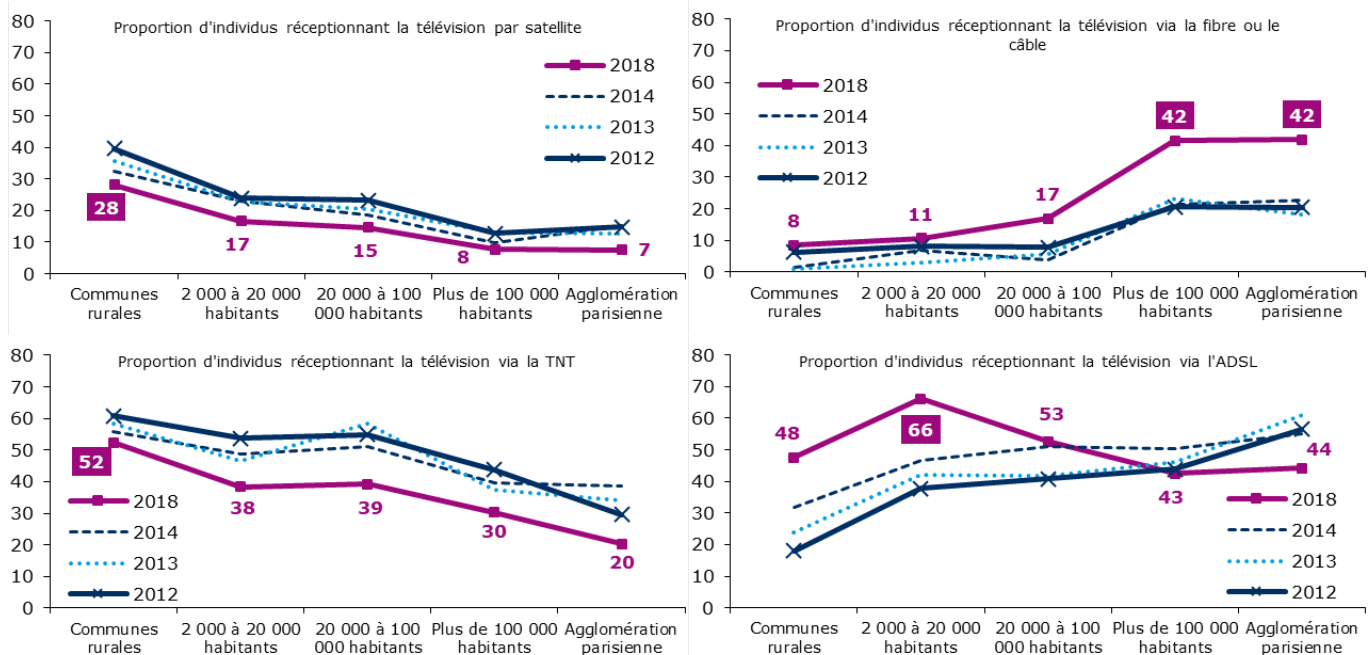 Proportion d'individus réceptionnant la télévision par satellite
80
70
60
50
40
30
20
10
0
2018
2014
2013
2012
28
17
15
8
7
Communes
rurales
2 000 à 20 000
habitants
20 000 à 100
000 habitants
Plus de 100 000
habitants
Agglomération
parisienne
Proportion d'individus réceptionnant la télévision via la fibre ou le
câble
80
70
60
50
40
30
20
10
0
2018
2014
2013
2012
8
11
17
42
42
Communes
rurales
2 000 à 20 000
habitants
20 000 à 100
000 habitants
Plus de 100 000
habitants
Agglomération
parisienne
Proportion d'individus réceptionnant la télévision via la TNT
80
70
60
50
40
30
20
10
0
52
38
39
30
20
2018
2014
2013
2012
Communes
rurales
2 000 à 20 000
habitants
20 000 à 100
000 habitants
Plus de 100 000
habitants
Agglomération
parisienne
Proportion d'individus réceptionnant la télévision via l'ADSL
80
70
60
50
40
30
20
10
0
48
66
53
43
44
2018
2014
2013
2012
Communes
rurales
2 000 à 20 000
habitants
20 000 à 100
000 habitants
Plus de 100 000
habitants
Agglomération
parisienne